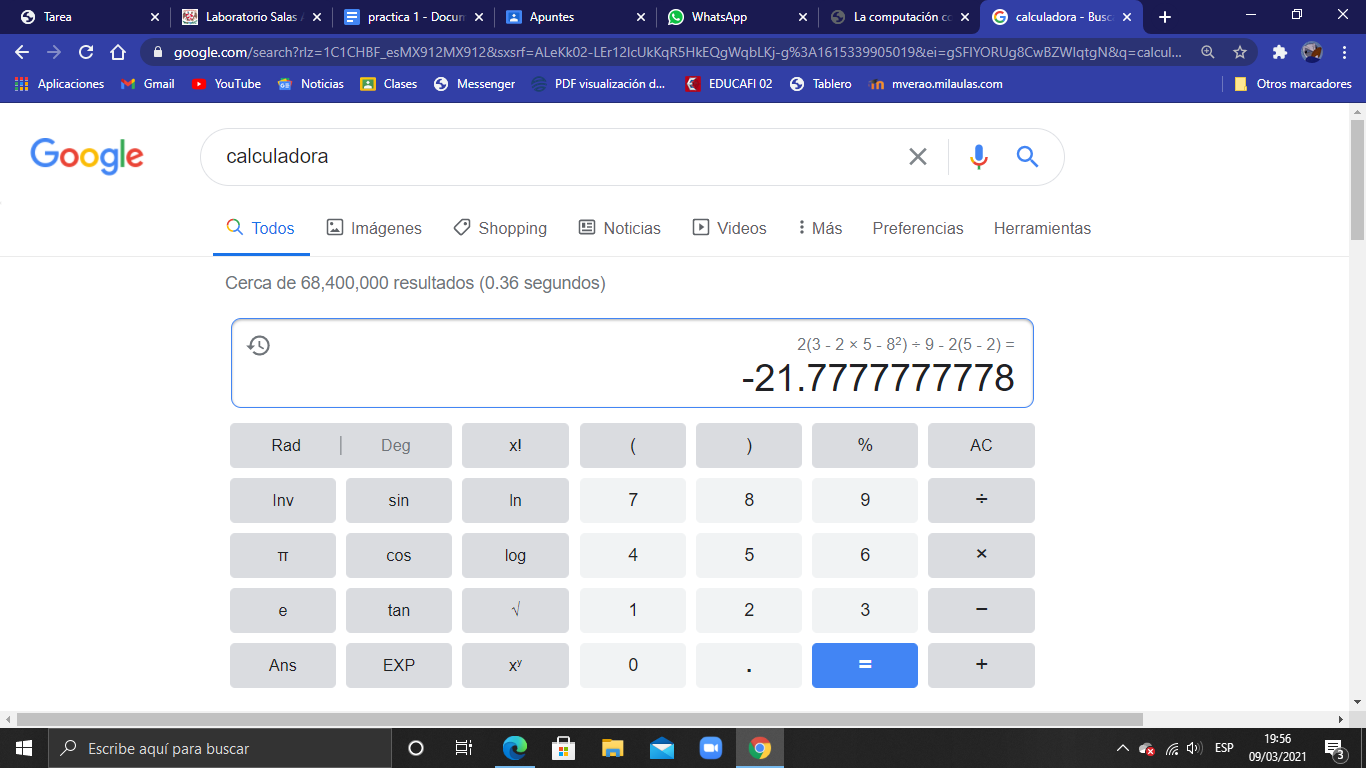 Tarea
Laboratorio Salas A
practica 1 - Docum
Apuntes
WhatsApp
La computación co
calculadora - Busc
google.com/search?rlz=1C1CHBF_esMX912MX912&sxsrf=ALeKk02-LEr12IcUkKqR5HkEQgWqbLKj-g%3A1615339905019&ei=gSFIYORUg8CwBZWIqtgN&q=calcul...
Aplicaciones
Gmail
YouTube
Noticias
Clases
Messenger
PDF visualización d...
EDUCAFI 02
Tablero
mverao.milaulas.com
Otros marcadores
Google
calculadora
Todos
Imágenes
Shopping
Noticias
Videos
Más
Preferencias
Herramientas
Cerca de 68,400,000 resultados (0.36 segundos)
2(3 - 2 × 5 - 8²) ÷ 9 - 2(5 - 2) =
-21.7777777778
Rad | Deg x! ( ) % AC
Inv sin ln 7 8 9 ÷
π cos log 4 5 6 ×
e tan √ 1 2 3 −
Ans EXP xʸ 0 . = +
Escribe aquí para buscar
ESP
19:56
09/03/2021
3